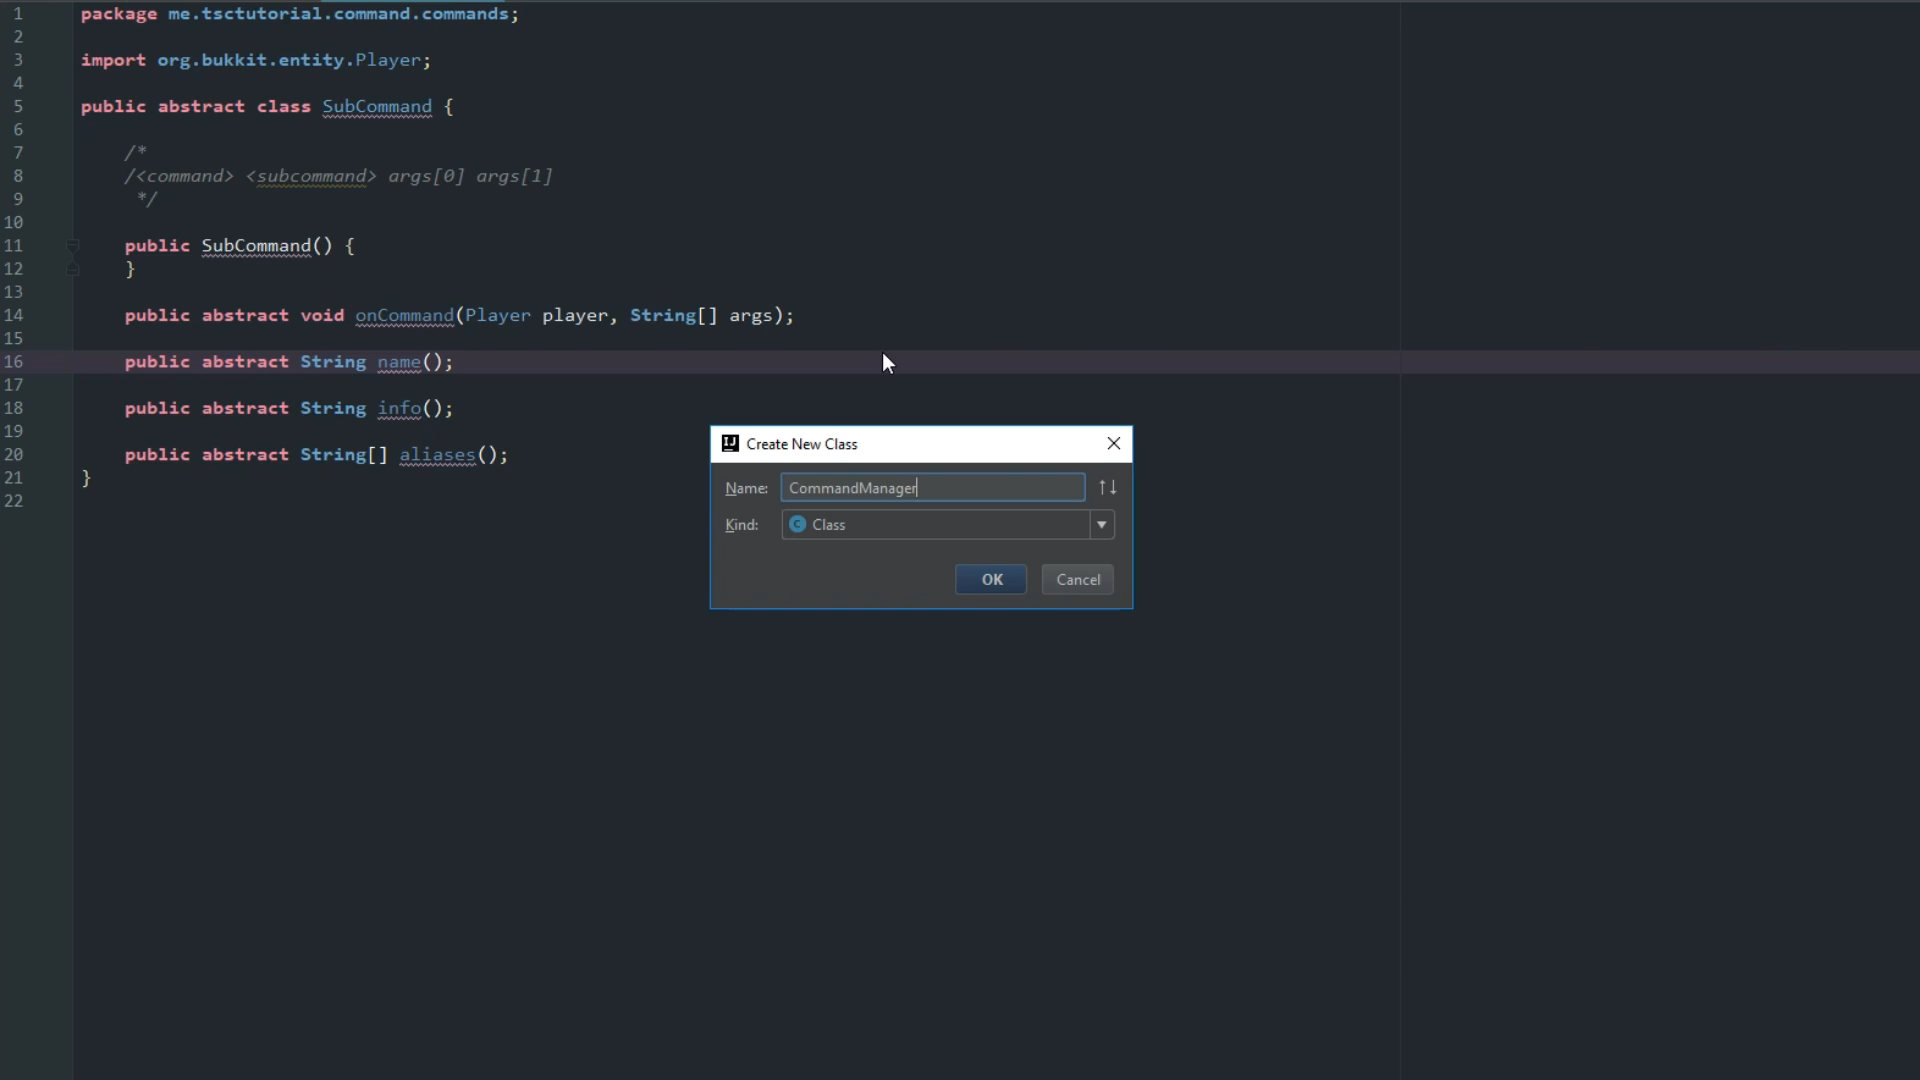 1 package me.tsctutorial.command.commands;
2
3 import org.bukkit.entity.Player;
4
5 public abstract class SubCommand {
6
7 /*
8 /<command> <subcommand> args[0] args[1]
9 */
10
11 public SubCommand() {
12 }
13
14 public abstract void onCommand(Player player, String[] args);
15
16 public abstract String name();
17
18 public abstract String info();
19
20 public abstract String[] aliases();
21 }
22
IJ Create New Class
Name: CommandManager
Kind: C Class
OK Cancel